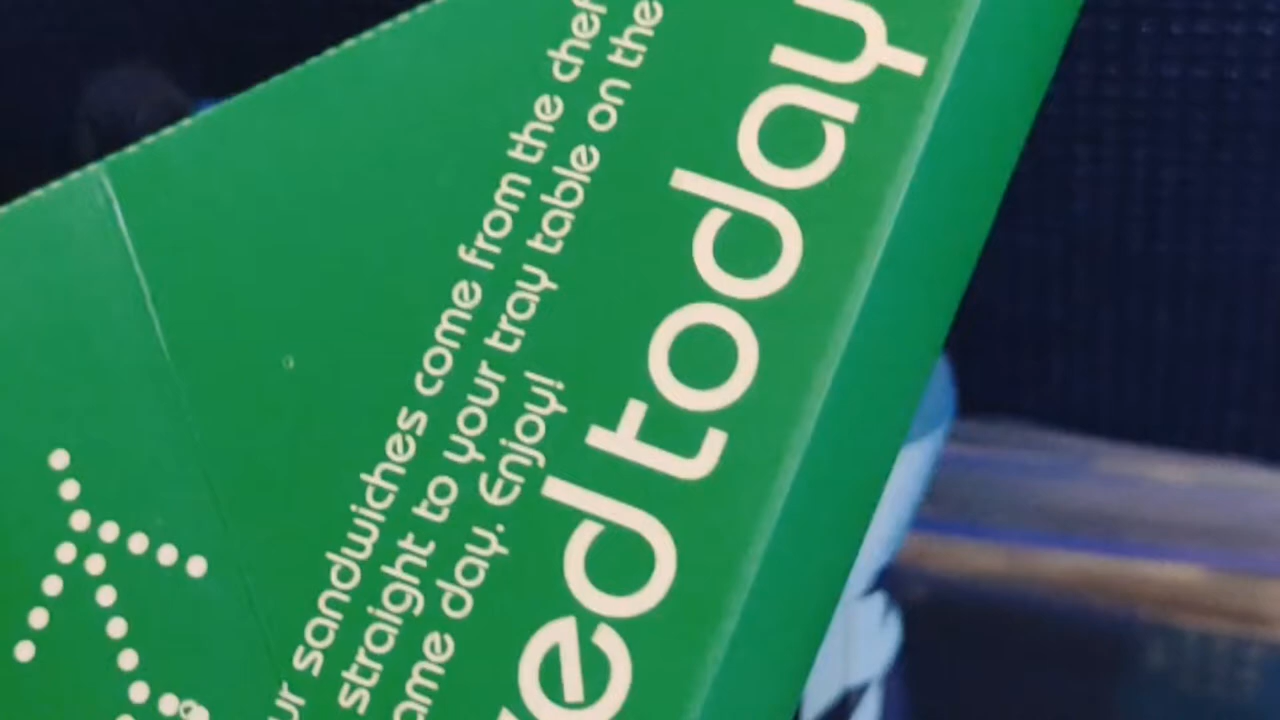 ur sandwiches come from the chef
straight to your tray table on the
ame day. Enjoy!
ed today